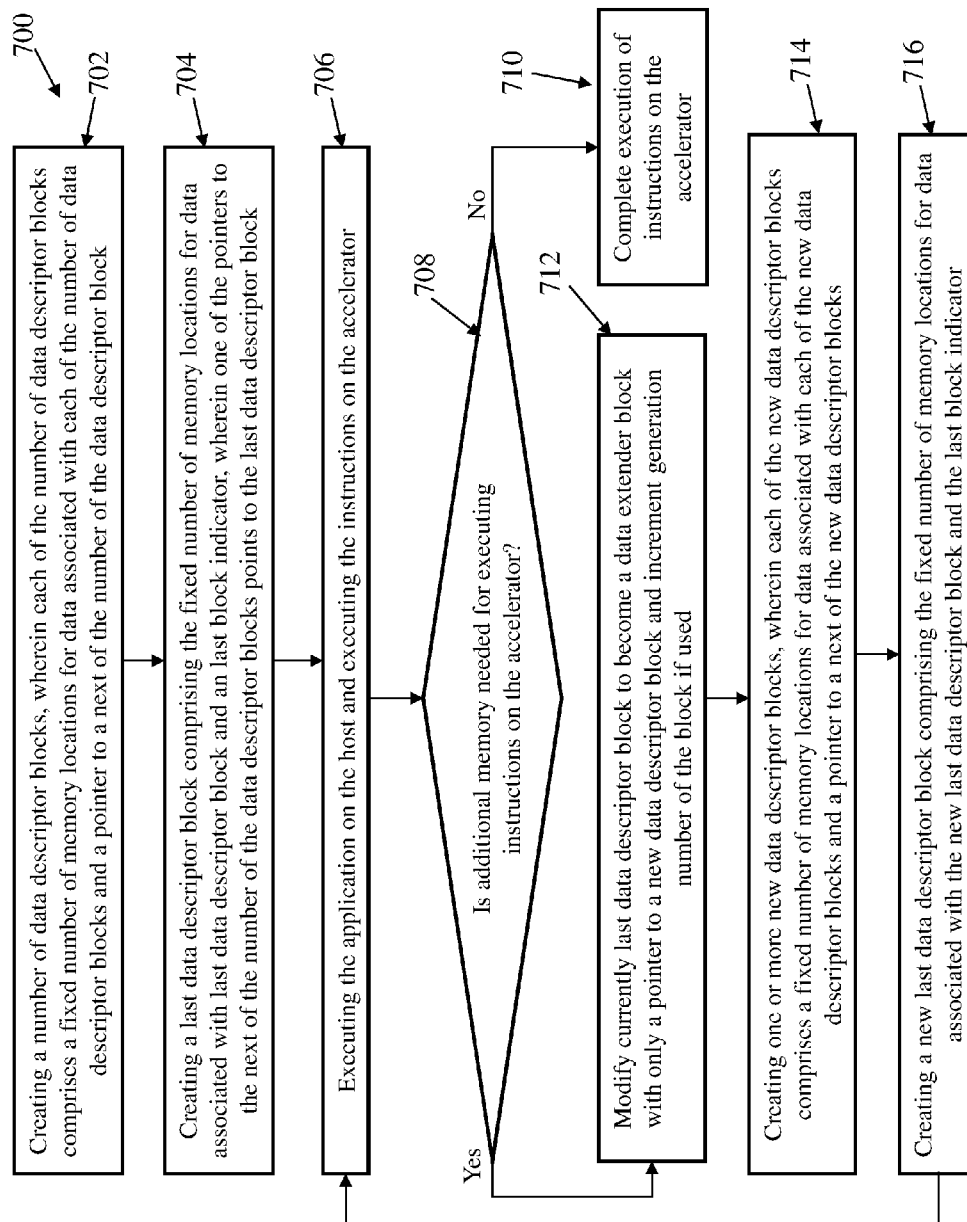 700
702
Creating a number of data descriptor blocks, wherein each of the number of data descriptor blocks
comprises a fixed number of memory locations for data associated with each of the number of data
descriptor blocks and a pointer to a next of the number of the data descriptor block
704
Creating a last data descriptor block comprising the fixed number of memory locations for data
associated with last data descriptor block and an last block indicator, wherein one of the pointers to
the next of the number of the data descriptor blocks points to the last data descriptor block
706
Executing the application on the host and executing the instructions on the accelerator
708
Is additional memory needed for executing
instructions on the accelerator?
Yes
No
710
Complete execution of
instructions on the
accelerator
712
Modify currently last descriptor block to become a data extender block
with only a pointer to a new data descriptor block and increment generation
number of the block if used
714
Creating one or more new data descriptor blocks, wherein each of the new data descriptor blocks
comprises a fixed number of memory locations for data associated with each of the new data
descriptor blocks and a pointer to a next of the new data descriptor blocks
716
Creating a new last data descriptor block comprising the fixed number of memory locations for data
associated with the new last data descriptor block and the last block indicator